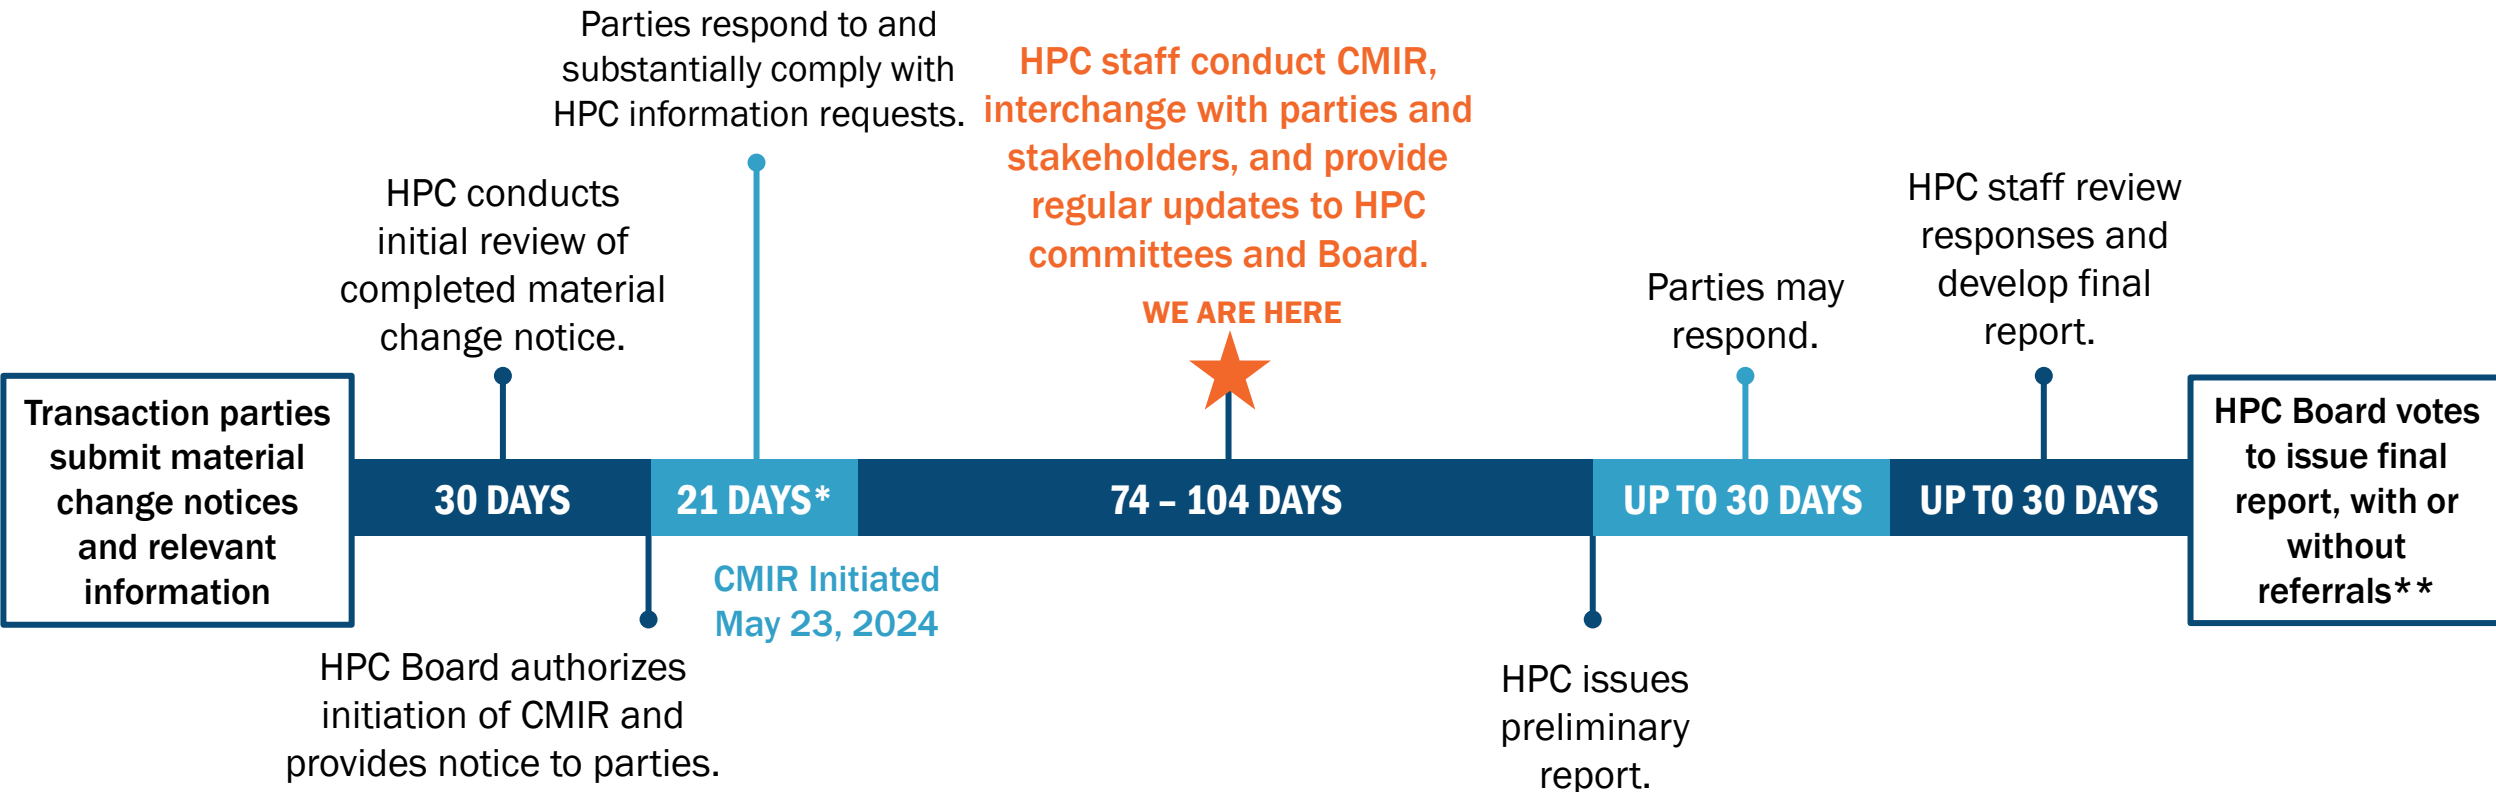 Transaction parties
submit material
change notices
and relevant
information
HPC conducts
initial review of
completed material
change notice.
30 DAYS
HPC Board authorizes
initiation of CMIR and
provides notice to parties.
Parties respond to and
substantially comply with
HPC information requests.
21 DAYS*
CMIR Initiated
May 23, 2024
HPC staff conduct CMIR,
interchange with parties and
stakeholders, and provide
regular updates to HPC
committees and Board.
WE ARE HERE
74 – 104 DAYS
HPC issues
preliminary
report.
Parties may
respond.
UP TO 30 DAYS
HPC staff review
responses and
develop final
report.
UP TO 30 DAYS
HPC Board votes
to issue final
report, with or
without
referrals**